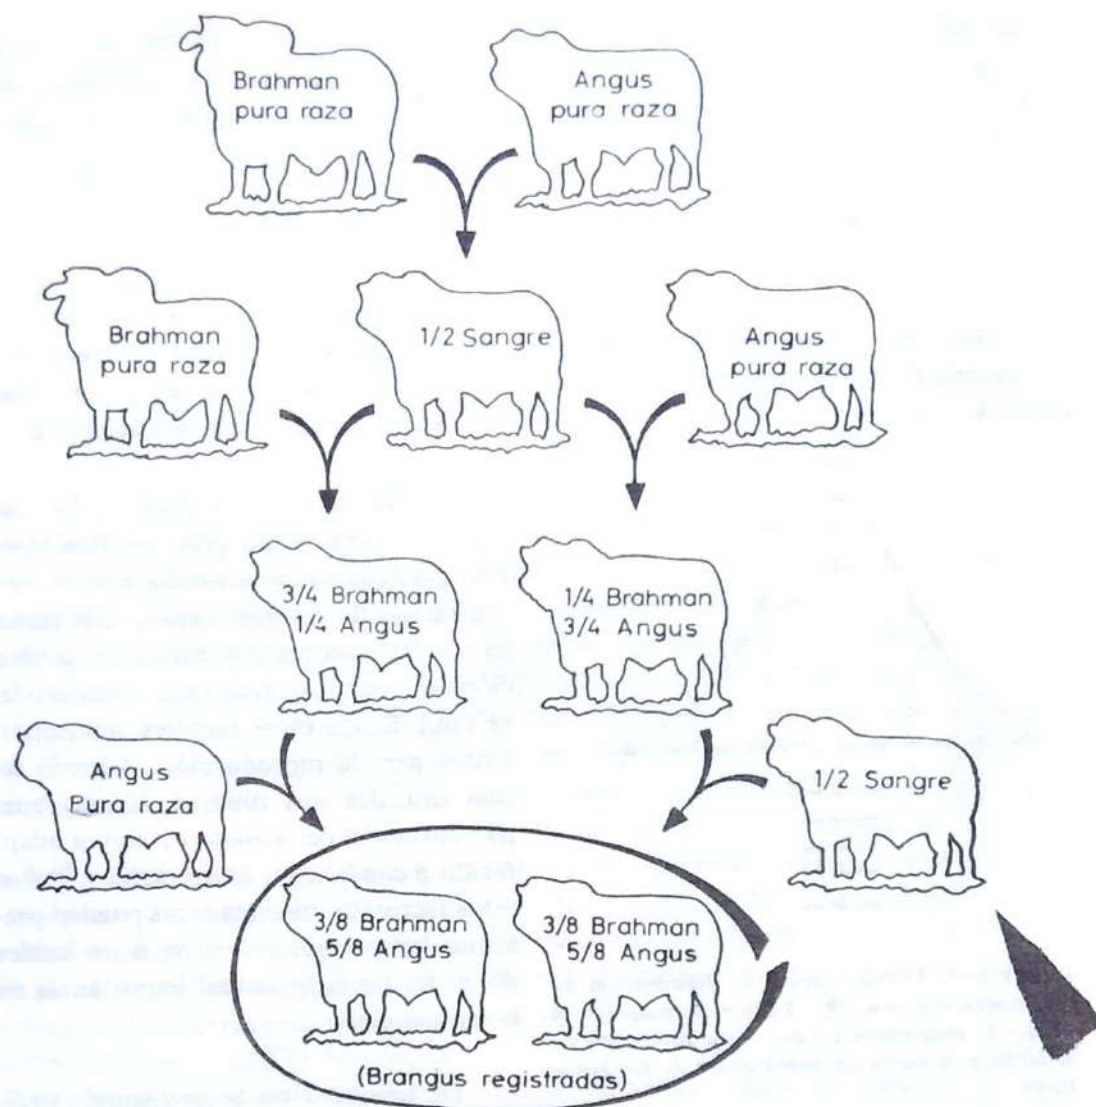 Brahman
pura raza
Angus
pura raza
Brahman
pura raza
1/2 Sangre
Angus
pura raza
3/4 Brahman
1/4 Angus
1/4 Brahman
3/4 Angus
Angus
Pura raza
1/2 Sangre
3/8 Brahman
5/8 Angus
3/8 Brahman
5/8 Angus
(Brangus registradas)